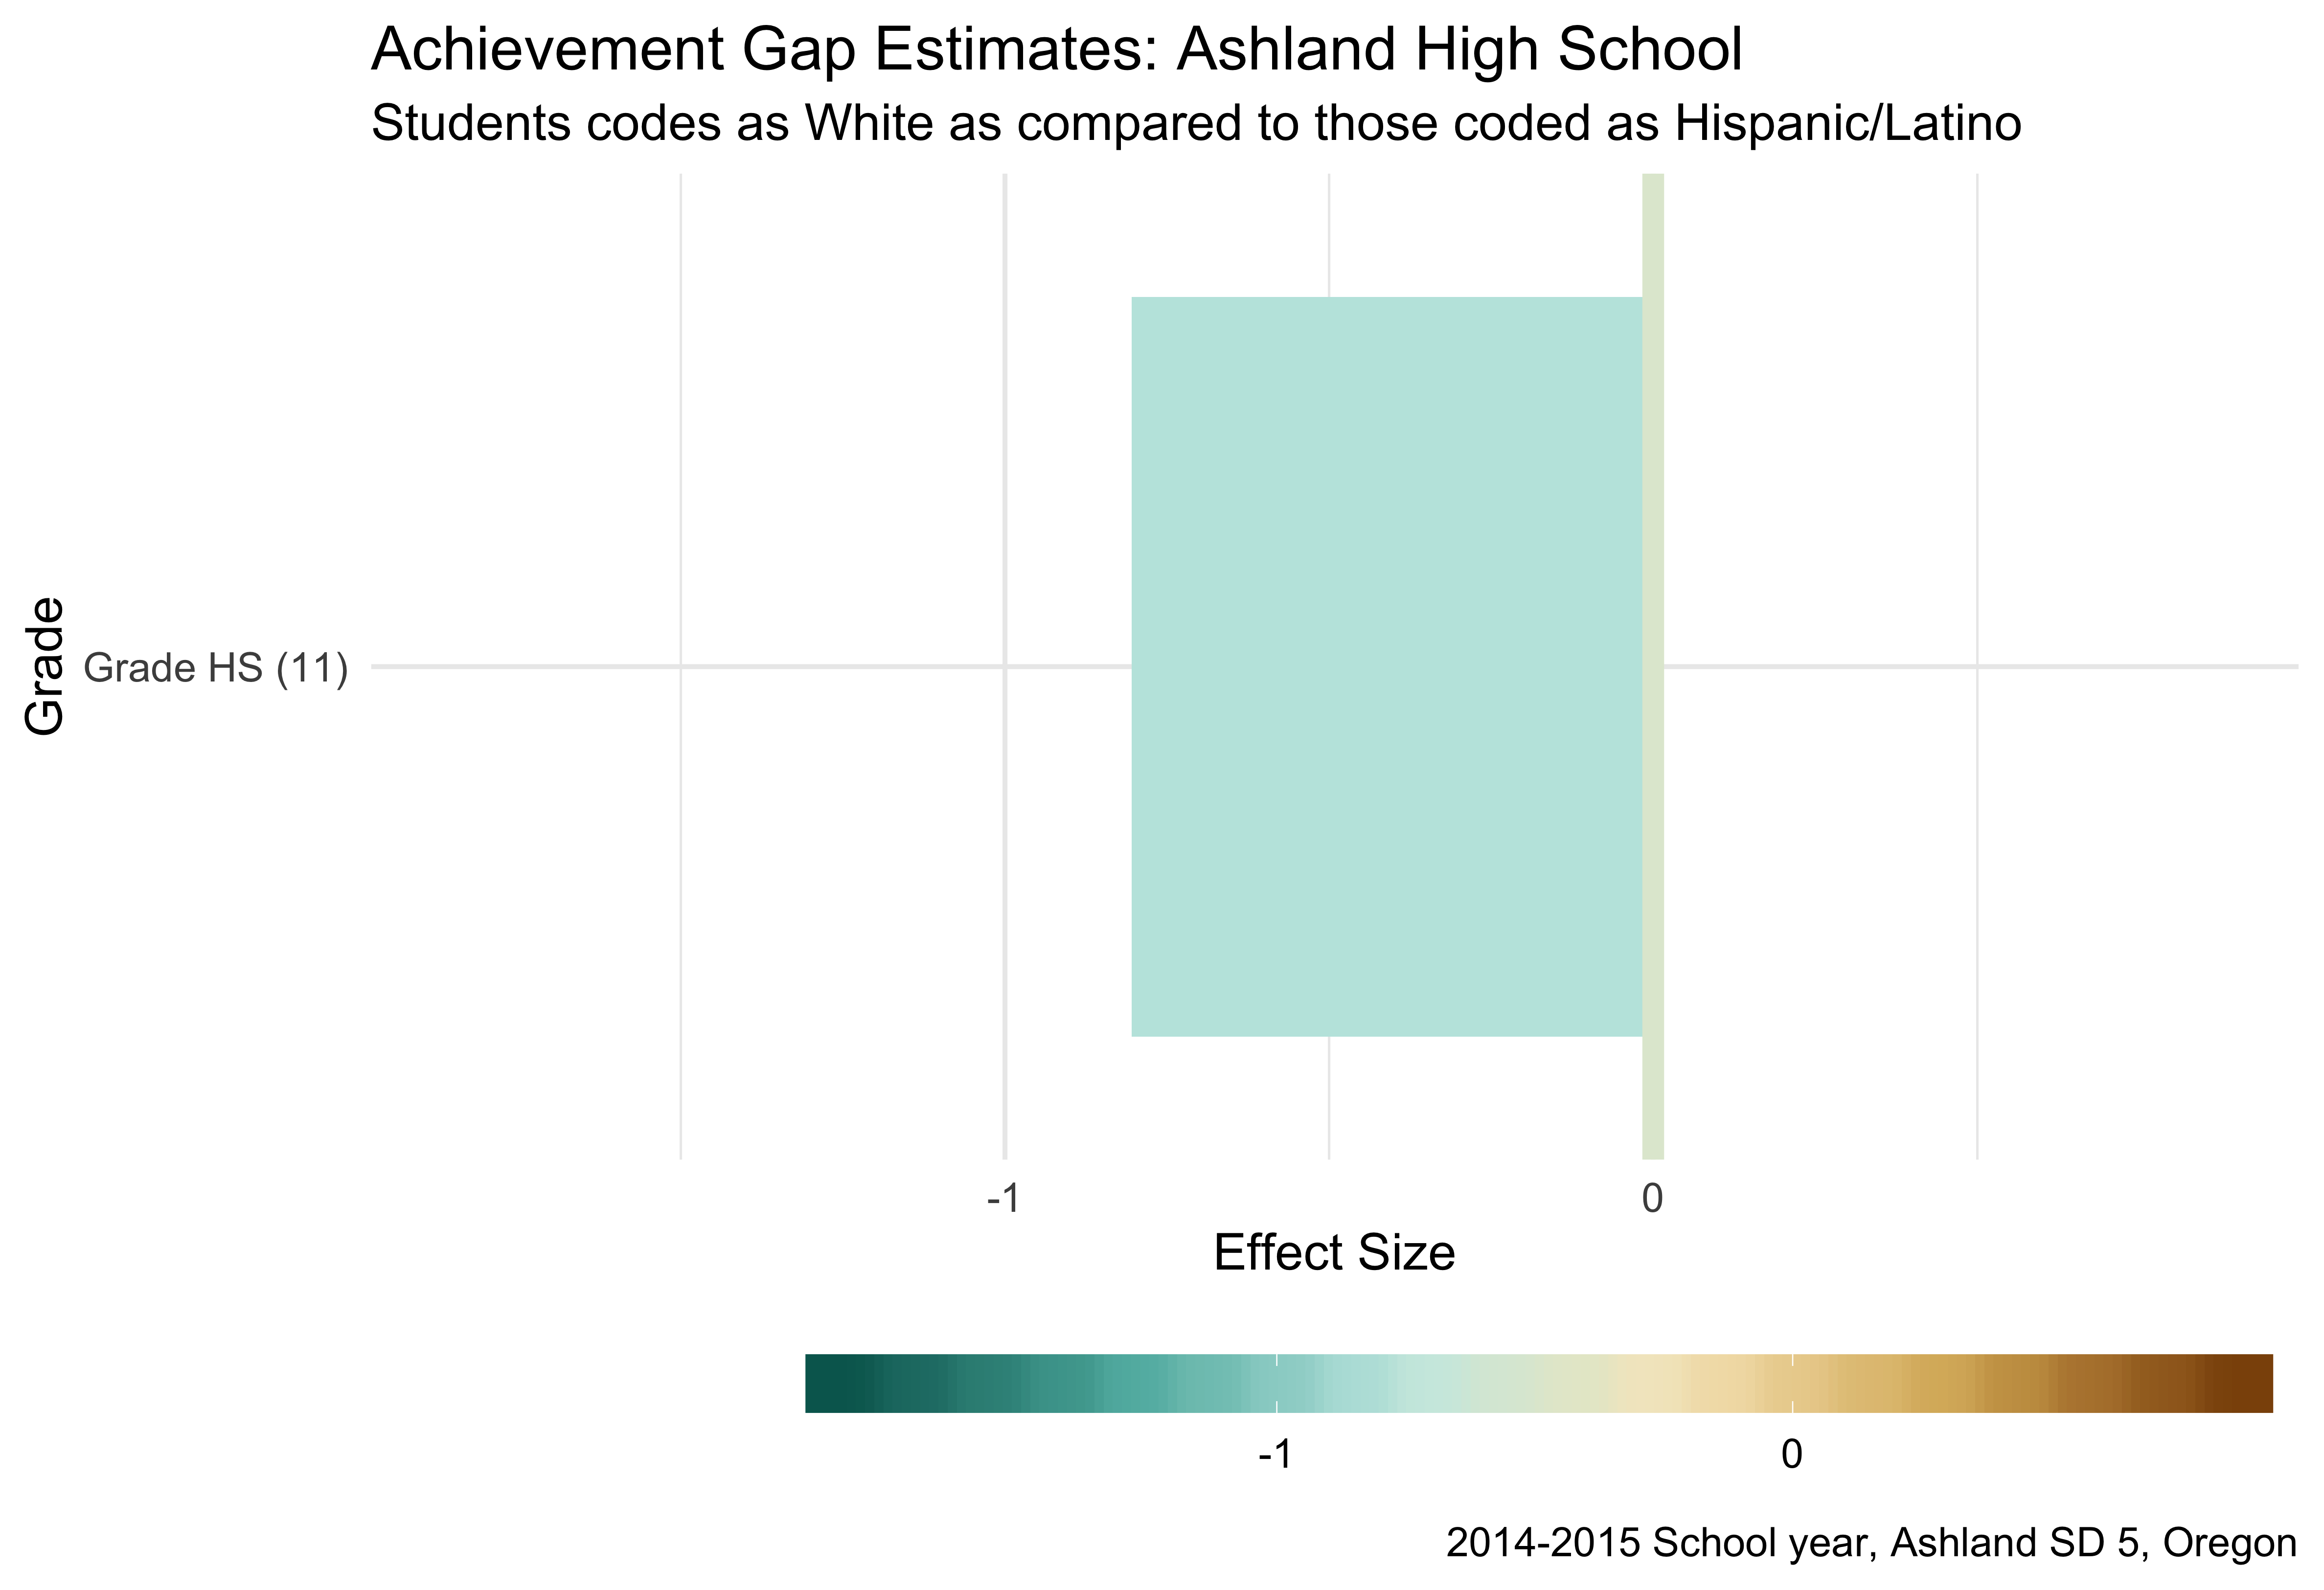 Achievement Gap Estimates: Ashland High School
Students codes as White as compared to those coded as Hispanic/Latino
Grade
Grade HS (11)
-1
0
Effect Size
-1
0
2014-2015 School year, Ashland SD 5, Oregon